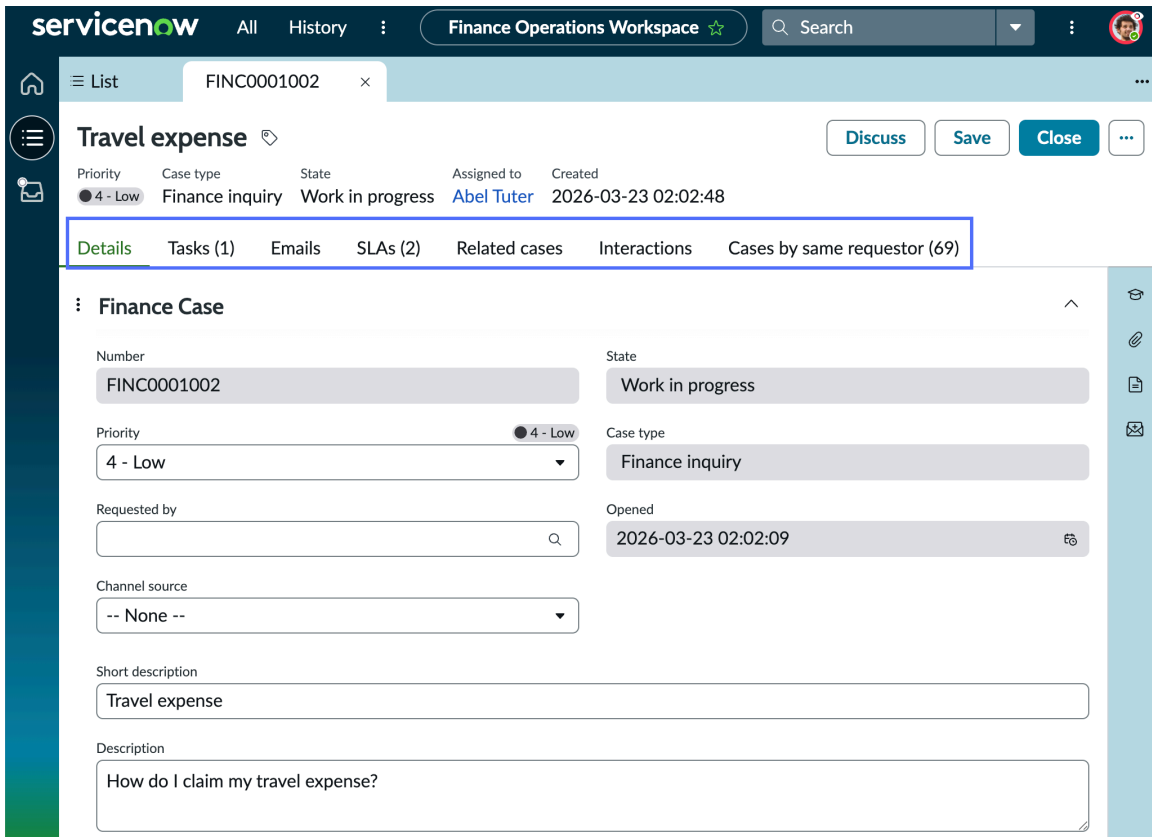 servicenow All History Finance Operations Workspace Search
List FINC0001002
Travel expense Discuss Save Close
Priority Case type State Assigned to Created
4 - Low Finance inquiry Work in progress Abel Tuter 2026-03-23 02:02:48
Details Tasks (1) Emails SLAs (2) Related cases Interactions Cases by same requestor (69)
Finance Case
Number State
FINC0001002 Work in progress
Priority 4 - Low Case type
4 - Low Finance inquiry
Requested by Opened
2026-03-23 02:02:09
Channel source
-- None --
Short description
Travel expense
Description
How do I claim my travel expense?